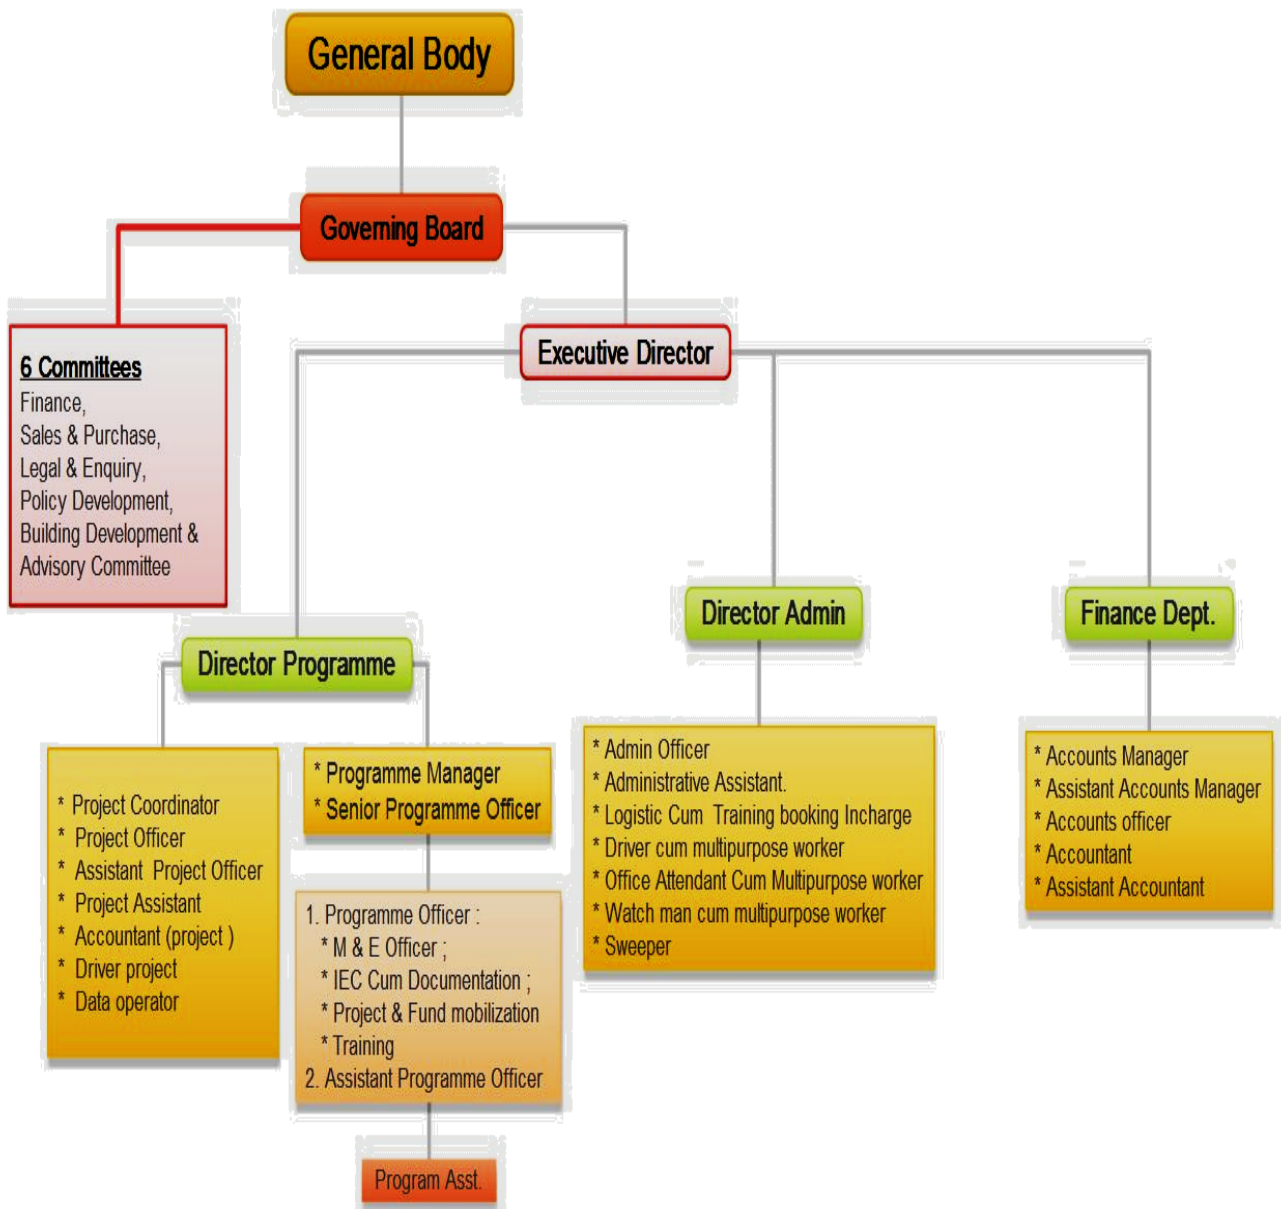 General Body
Governing Board
6 Committees
Finance,
Sales & Purchase,
Legal & Enquiry,
Policy Development,
Building Development &
Advisory Committee
Executive Director
Director Programme
Director Admin
Finance Dept.
* Project Coordinator
* Project Officer
* Assistant Project Officer
* Project Assistant
* Accountant (project )
* Driver project
* Data operator
* Programme Manager
* Senior Programme Officer
1. Programme Officer :
* M & E Officer ;
* IEC Cum Documentation ;
* Project & Fund mobilization
* Training
2. Assistant Programme Officer
Program Asst.
* Admin Officer
* Administrative Assistant.
* Logistic Cum Training booking Incharge
* Driver cum multipurpose worker
* Office Attendant Cum Multipurpose worker
* Watch man cum multipurpose worker
* Sweeper
* Accounts Manager
* Assistant Accounts Manager
* Accounts officer
* Accountant
* Assistant Accountant